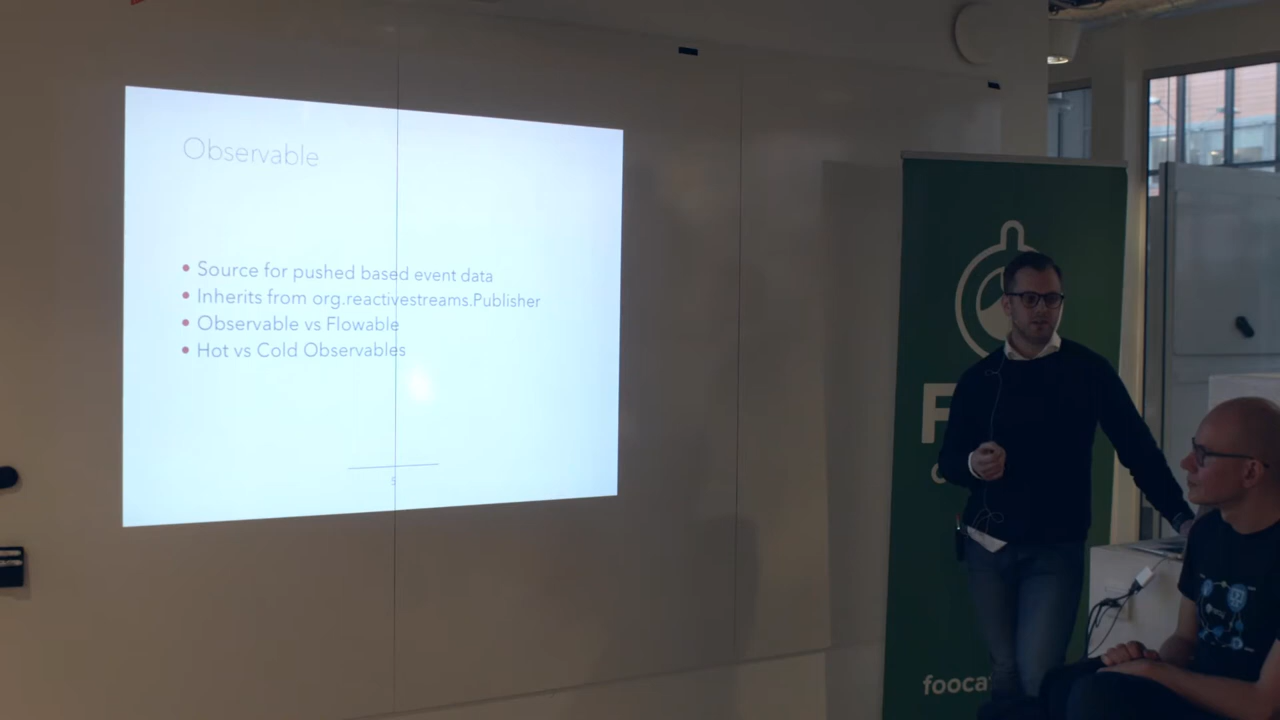 Observable
• Source for pushed based event data
• Inherits from org.reactivestreams.Publisher
• Observable vs Flowable
• Hot vs Cold Observables
5
F
fooca